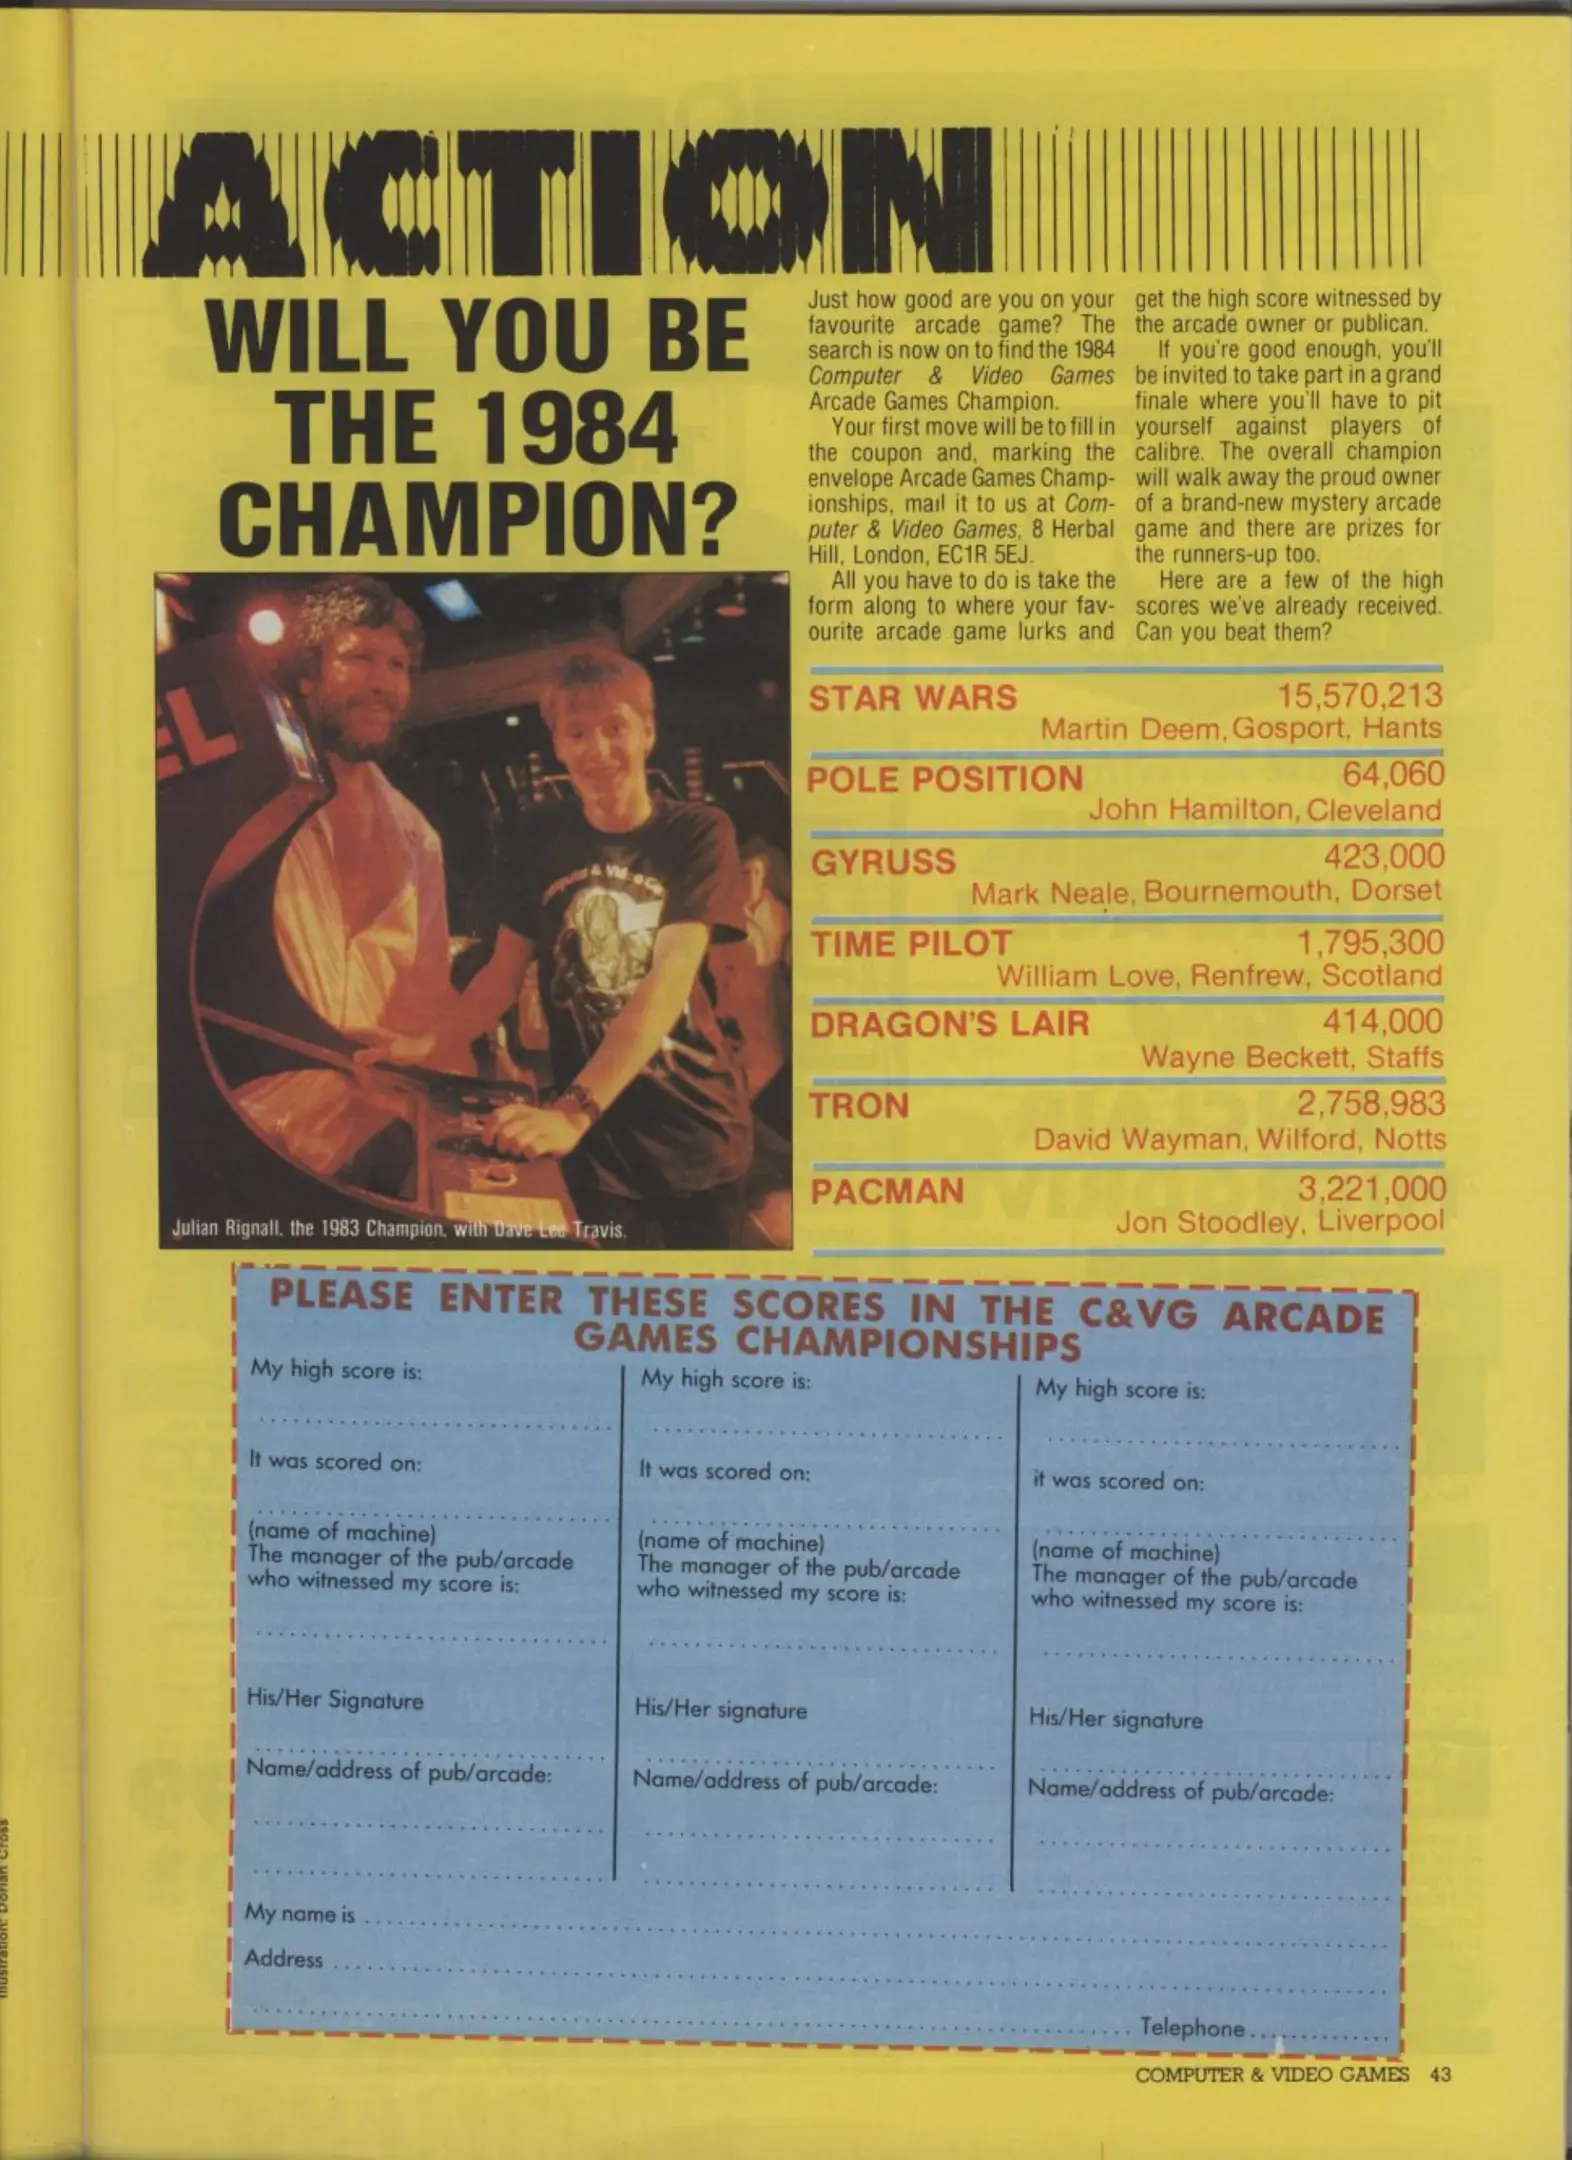 ACTION
WILL YOU BE
THE 1984
CHAMPION?
Just how good are you on your
favourite arcade game? The
search is now on to find the 1984
Computer & Video Games
Arcade Games Champion.
Your first move will be to fill in
the coupon and, marking the
envelope Arcade Games Champ-
ionships, mail it to us at Com-
puter & Video Games, 8 Herbal
Hill, London, EC1R 5EJ.
All you have to do is take the
form along to where your fav-
ourite arcade game lurks and
get the high score witnessed by
the arcade owner or publican.
If you're good enough, you'll
be invited to take part in a grand
finale where you'll have to pit
yourself against players of
calibre. The overall champion
will walk away the proud owner
of a brand-new mystery arcade
game and there are prizes for
the runners-up too.
Here are a few of the high
scores we've already received.
Can you beat them?
Julian Rignall, the 1983 Champion, with Dave Lee Travis.
STAR WARS 15,570,213
Martin Deem, Gosport, Hants
POLE POSITION 64,060
John Hamilton, Cleveland
GYRUSS 423,000
Mark Neale, Bournemouth, Dorset
TIME PILOT 1,795,300
William Love, Renfrew, Scotland
DRAGON'S LAIR 414,000
Wayne Beckett, Staffs
TRON 2,758,983
David Wayman, Wilford, Notts
PACMAN 3,221,000
Jon Stoodley, Liverpool
PLEASE ENTER THESE SCORES IN THE C&VG ARCADE
GAMES CHAMPIONSHIPS
My high score is:
It was scored on:
(name of machine)
The manager of the pub/arcade
who witnessed my score is:
His/Her Signature
Name/address of pub/arcade:
My high score is:
It was scored on:
(name of machine)
The manager of the pub/arcade
who witnessed my score is:
His/Her signature
Name/address of pub/arcade:
My high score is:
it was scored on:
(name of machine)
The manager of the pub/arcade
who witnessed my score is:
His/Her signature
Name/address of pub/arcade:
My name is
Address
Telephone
Illustration: Dorian Cross
COMPUTER & VIDEO GAMES 43